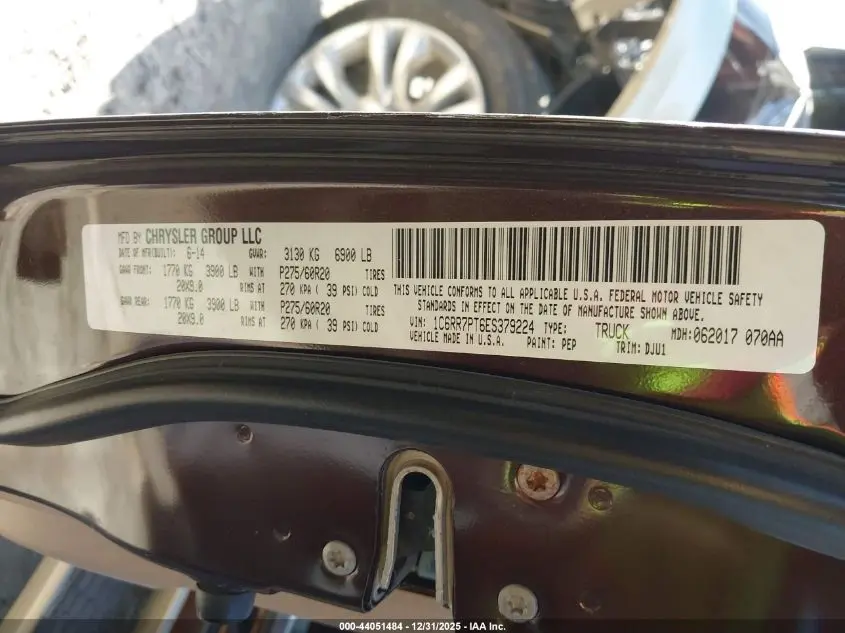 MFD BY CHRYSLER GROUP LLC
DATE OF MFR(BUILT): 6-14 GVWR: 3130 KG 6900 LB
GAWR FRONT: 1770 KG 3900 LB WITH P275/60R20 TIRES
20X9.0 RIMS AT 270 KPA ( 39 PSI) COLD
GAWR REAR: 1770 KG 3900 LB WITH P275/60R20 TIRES
20X9.0 RIMS AT 270 KPA ( 39 PSI) COLD
THIS VEHICLE CONFORMS TO ALL APPLICABLE U.S.A. FEDERAL MOTOR VEHICLE SAFETY
STANDARDS IN EFFECT ON THE DATE OF MANUFACTURE SHOWN ABOVE.
VIN: 1C6RR7PT6ES379224 TYPE: TRUCK MDH:062017 070AA
VEHICLE MADE IN U.S.A. PAINT: PEP TRIM: DJU1
000-44051484 - 12/31/2025 - IAA Inc.